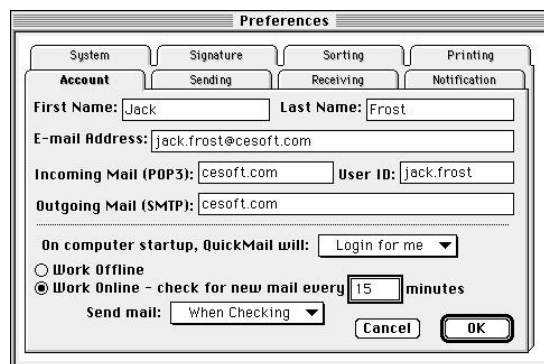 Preferences
System Signature Sorting Printing
Account Sending Receiving Notification
First Name: Jack Last Name: Frost
E-mail Address: jack.frost@cesoft.com
Incoming Mail (POP3): cesoft.com User ID: jack.frost
Outgoing Mail (SMTP): cesoft.com
On computer startup, QuickMail will: Login for me
Work Offline
Work Online - check for new mail every 15 minutes
Send mail: When Checking
Cancel OK